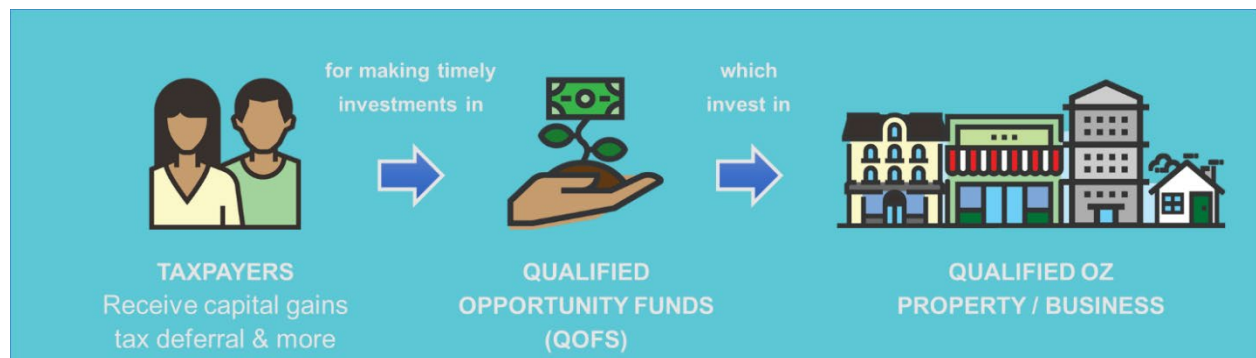 for making timely
investments in
which
invest in
TAXPAYERS
Receive capital gains
tax deferral & more
QUALIFIED
OPPORTUNITY FUNDS
(QOFS)
QUALIFIED OZ
PROPERTY / BUSINESS